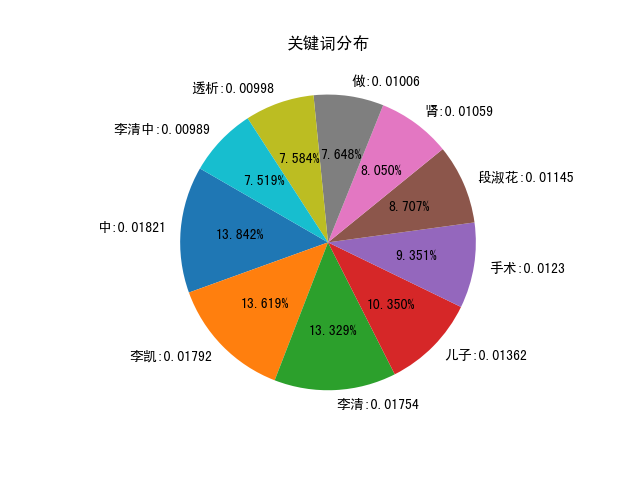 关键词分布
做:0.01006
透析:0.00998
肾:0.01059
李清中:0.00989
7.584%
7.648%
8.050%
7.519%
段淑花:0.01145
8.707%
中:0.01821
13.842%
9.351%
手术:0.0123
13.619%
10.350%
13.329%
李凯:0.01792
儿子:0.01362
李清:0.01754